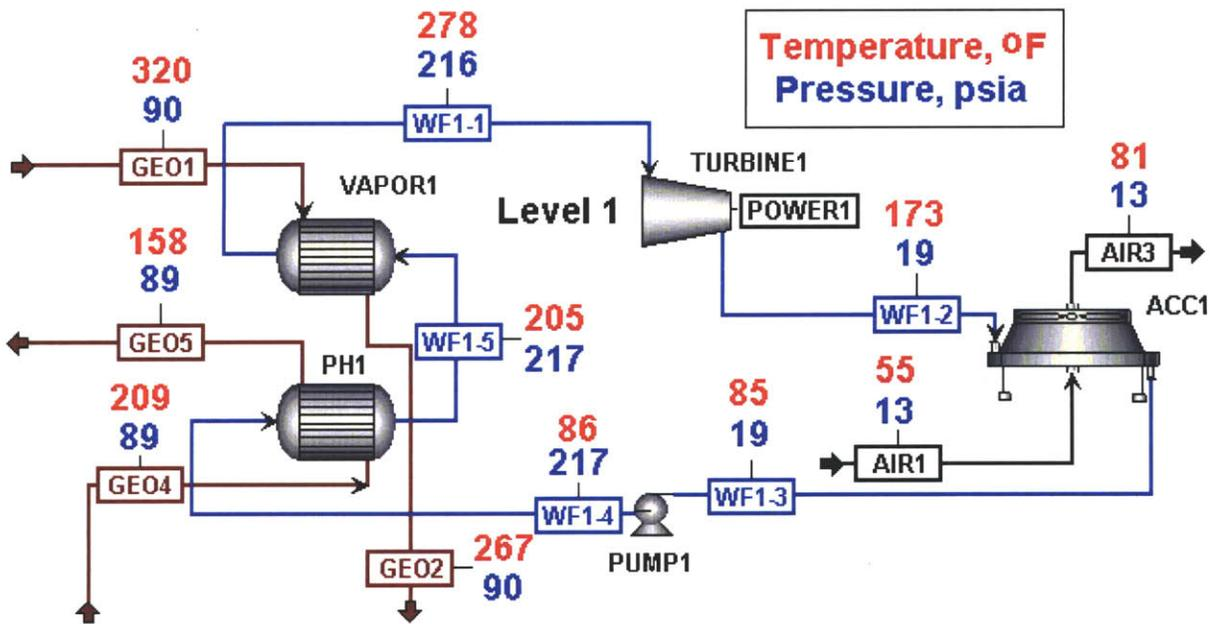 278
216
Temperature, oF
Pressure, psia
320
90
WF1-1
GEO1
VAPOR1
TURBINE1
81
13
Level 1
POWER1
173
19
AIR3
158
89
WF1-2
ACC1
GEO5
WF1-5
205
217
PH1
209
89
86
217
85
19
55
13
AIR1
GEO4
WF1-3
WF1-4
PUMP1
GEO2
267
90